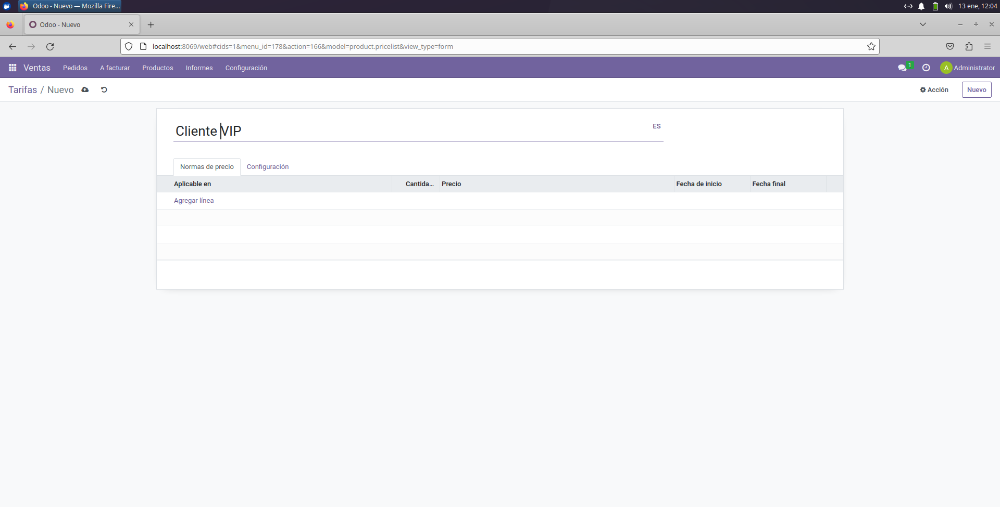 Odoo - Nuevo — Mozilla Fire...
13 ene, 12:04
Odoo - Nuevo
localhost:8069/web#cids=1&menu_id=178&action=166&model=product.pricelist&view_type=form
Ventas Pedidos A facturar Productos Informes Configuración 1 A Administrator
Tarifas / Nuevo Acción Nuevo
Cliente VIP ES
Normas de precio Configuración
Aplicable en Cantida... Precio Fecha de inicio Fecha final
Agregar línea